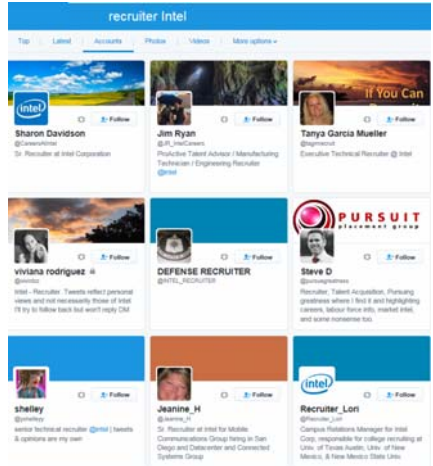 recruiter Intel
Top Latest Accounts Photos Videos More options
If You Can
intel
Follow
Sharon Davidson
@CareersAtIntel
Sr. Recruiter at Intel Corporation
Follow
Jim Ryan
@JR_IntelCareers
ProActive Talent Advisor / Manufacturing
Technician / Engineering Recruiter
@Intel
Follow
Tanya Garcia Mueller
Executive Technical Recruiter @ Intel
Follow
viviana rodriguez
Intel - Recruiter. Tweets reflect personal
views and not necessarily those of Intel
I'll try to follow back but won't reply DM
Follow
DEFENSE RECRUITER
@INTEL_RECRUITER
PURSUIT
placement group
Follow
Steve D
@pursuegreatness
Recruiter, Talent Acquisition, Pursuing
greatness where I find it and highlighting
careers, labour force info, market intel,
and some nonsense too.
Follow
shelley
senior technical recruiter @intel | tweets
& opinions are my own
Follow
Jeanine_H
@Jeanine_H
Sr. Recruiter at Intel for Mobile
Communications Group hiring in San
Diego and Datacenter and Connected
Systems Group
intel
Follow
Recruiter_Lori
@Recruiter_Lori
Campus Relations Manager for Intel
Corp, responsible for college recruiting at
Univ. of Texas Austin, Univ. of New
Mexico, & New Mexico State Univ.